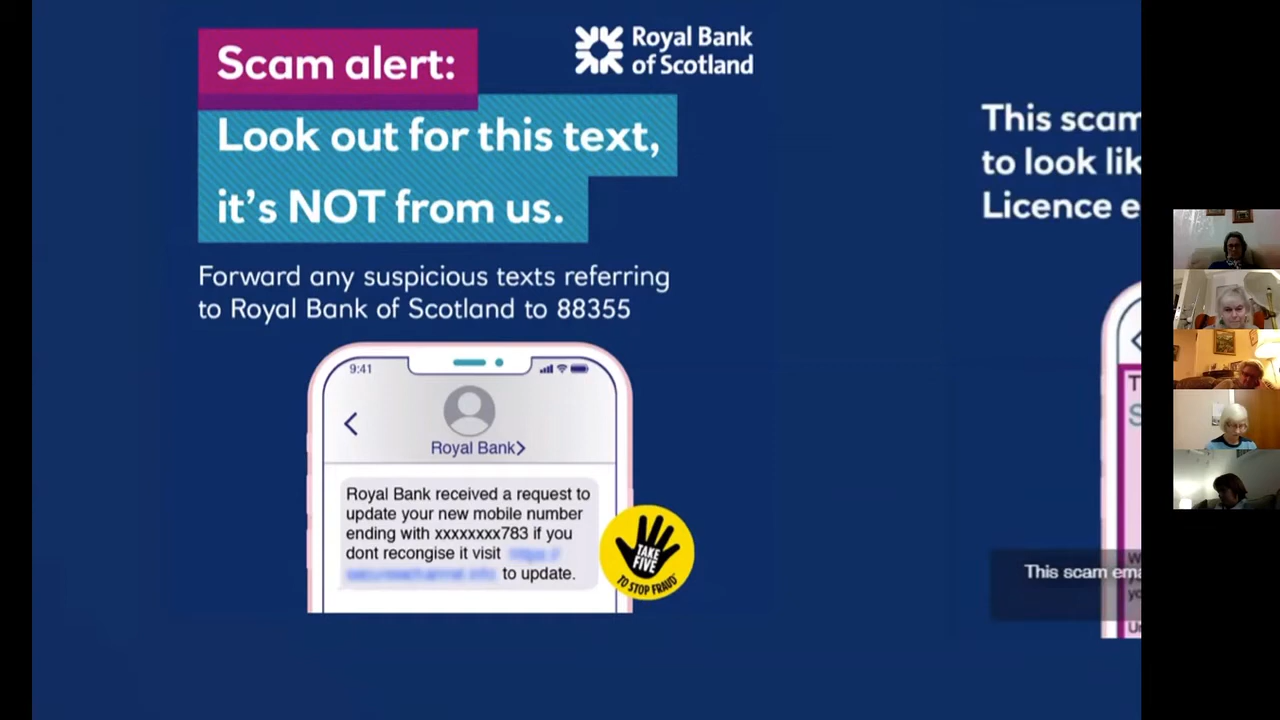 Scam alert:
Look out for this text,
it's NOT from us.
Royal Bank
of Scotland
Forward any suspicious texts referring
to Royal Bank of Scotland to 88355
9:41
Royal Bank
Royal Bank received a request to
update your new mobile number
ending with xxxxxxxx783 if you
dont recongise it visit
to update.
TAKE
FIVE
TO STOP FRAUD
This scam
to look lik
Licence e
This scam ema